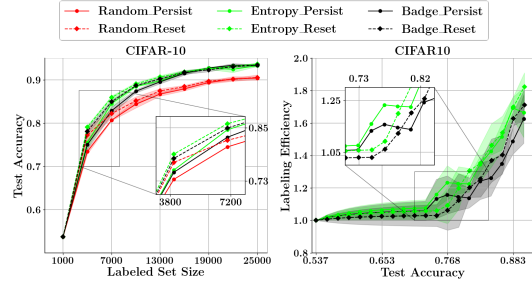 Random_Persist Entropy_Persist Badge_Persist
Random_Reset Entropy_Reset Badge_Reset
CIFAR-10
Test Accuracy
0.9
0.8
0.7
0.6
0.85
0.73
3800 7200
1000 7000 13000 19000 25000
Labeled Set Size
CIFAR10
Labeling Efficiency
2.0
1.8
1.6
1.4
1.2
1.0
0.73 0.82
1.25
1.05
0.537 0.653 0.768 0.883
Test Accuracy